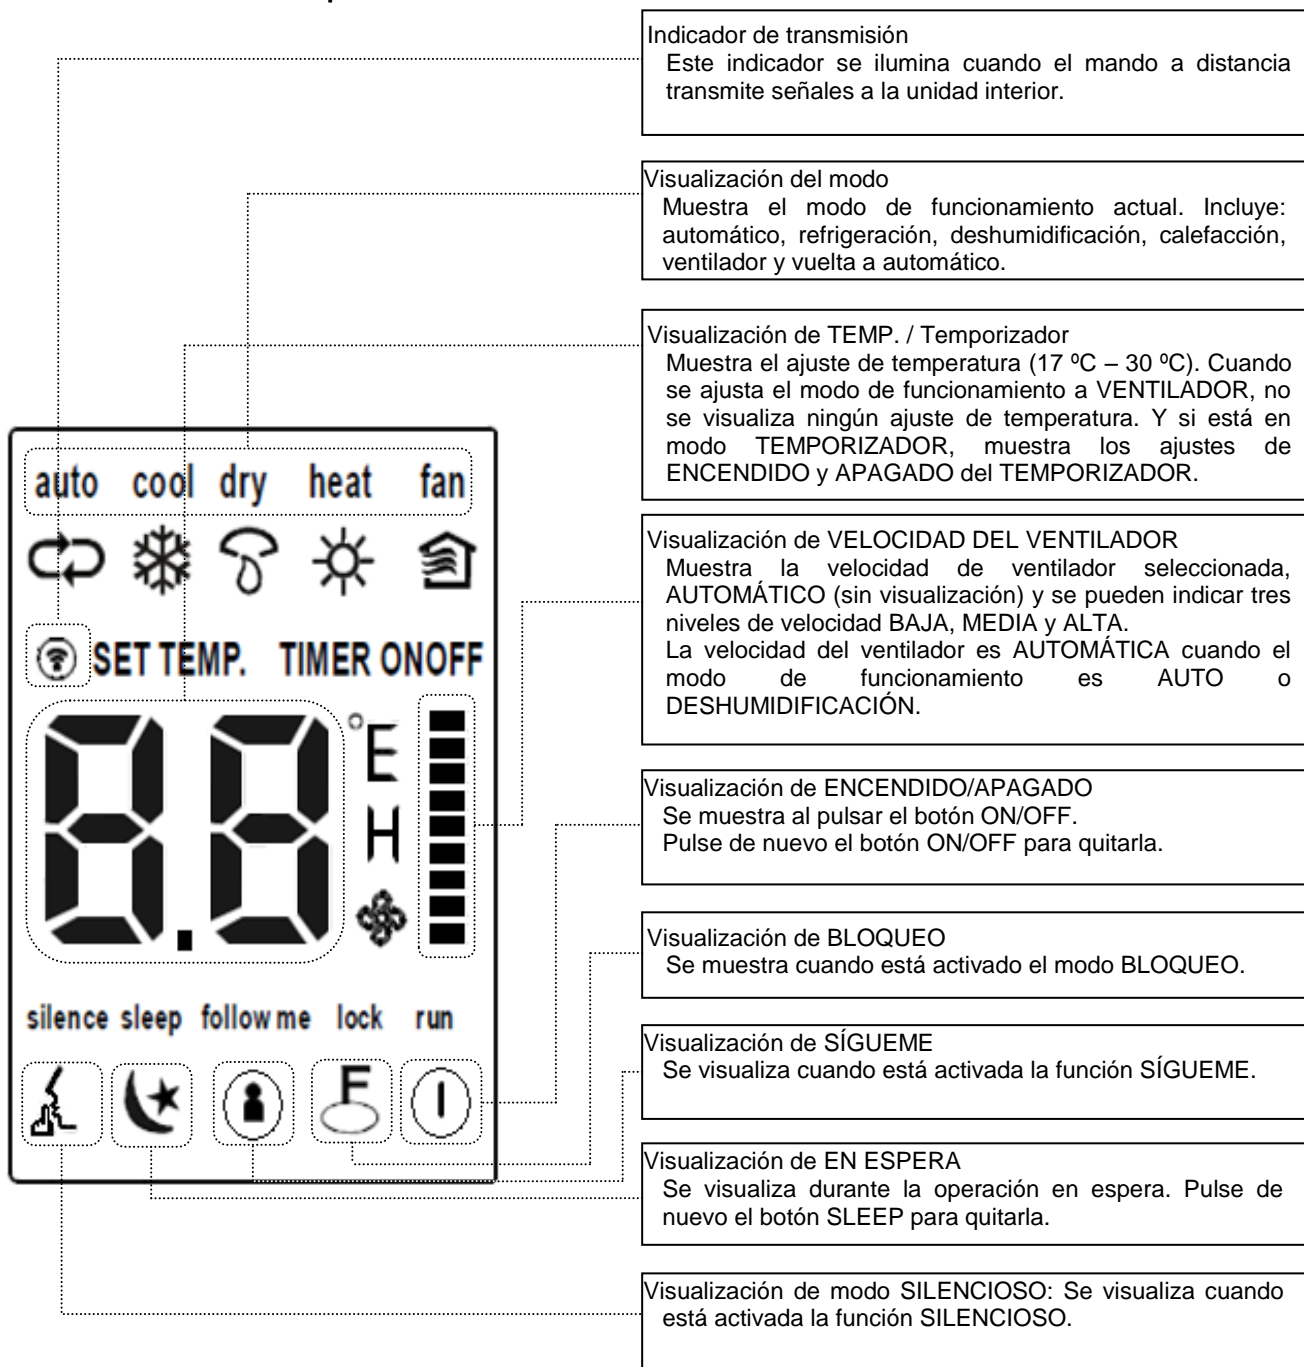 Indicador de transmisión
Este indicador se ilumina cuando el mando a distancia
transmite señales a la unidad interior.
Visualización del modo
Muestra el modo de funcionamiento actual. Incluye:
automático, refrigeración, deshumidificación, calefacción,
ventilador y vuelta a automático.
Visualización de TEMP. / Temporizador
Muestra el ajuste de temperatura (17 ºC – 30 ºC). Cuando
se ajusta el modo de funcionamiento a VENTILADOR, no
se visualiza ningún ajuste de temperatura. Y si está en
modo TEMPORIZADOR, muestra los ajustes de
ENCENDIDO y APAGADO del TEMPORIZADOR.
Visualización de VELOCIDAD DEL VENTILADOR
Muestra la velocidad de ventilador seleccionada,
AUTOMÁTICO (sin visualización) y se pueden indicar tres
niveles de velocidad BAJA, MEDIA y ALTA.
La velocidad del ventilador es AUTOMÁTICA cuando el
modo de funcionamiento es AUTO o
DESHUMIDIFICACIÓN.
Visualización de ENCENDIDO/APAGADO
Se muestra al pulsar el botón ON/OFF.
Pulse de nuevo el botón ON/OFF para quitarla.
Visualización de BLOQUEO
Se muestra cuando está activado el modo BLOQUEO.
Visualización de SÍGUEME
Se visualiza cuando está activada la función SÍGUEME.
Visualización de EN ESPERA
Se visualiza durante la operación en espera. Pulse de
nuevo el botón SLEEP para quitarla.
Visualización de modo SILENCIOSO: Se visualiza cuando
está activada la función SILENCIOSO.
auto cool dry heat fan
SET TEMP. TIMER ONOFF
8.8 °E
H
silence sleep follow me lock run